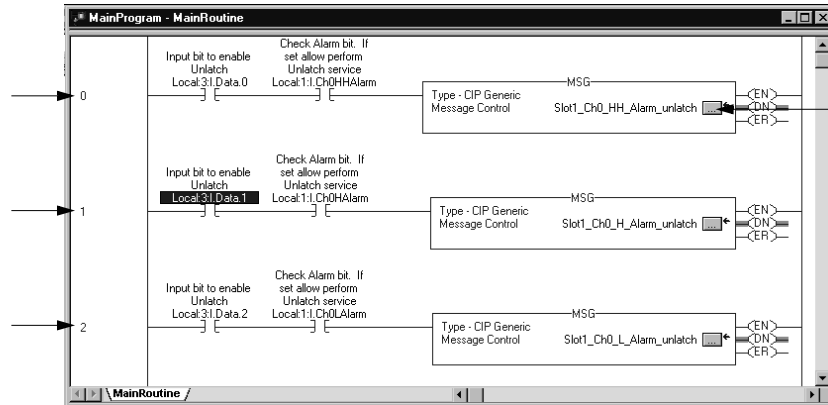 MainProgram - MainRoutine
Input bit to enable
Unlatch
Local:3:I.Data.0
Check Alarm bit. If
set allow perform
Unlatch service
Local:1:I.Ch0HHAlarm
0
MSG
Type - CIP Generic
Message Control
Slot1_Ch0_HH_Alarm_unlatch
...
EN
DN
ER
Input bit to enable
Unlatch
Local:3:I.Data.1
Check Alarm bit. If
set allow perform
Unlatch service
Local:1:I.Ch0HAlarm
1
MSG
Type - CIP Generic
Message Control
Slot1_Ch0_H_Alarm_unlatch
...
EN
DN
ER
Input bit to enable
Unlatch
Local:3:I.Data.2
Check Alarm bit. If
set allow perform
Unlatch service
Local:1:I.Ch0LAlarm
2
MSG
Type - CIP Generic
Message Control
Slot1_Ch0_L_Alarm_unlatch
...
EN
DN
ER
MainRoutine